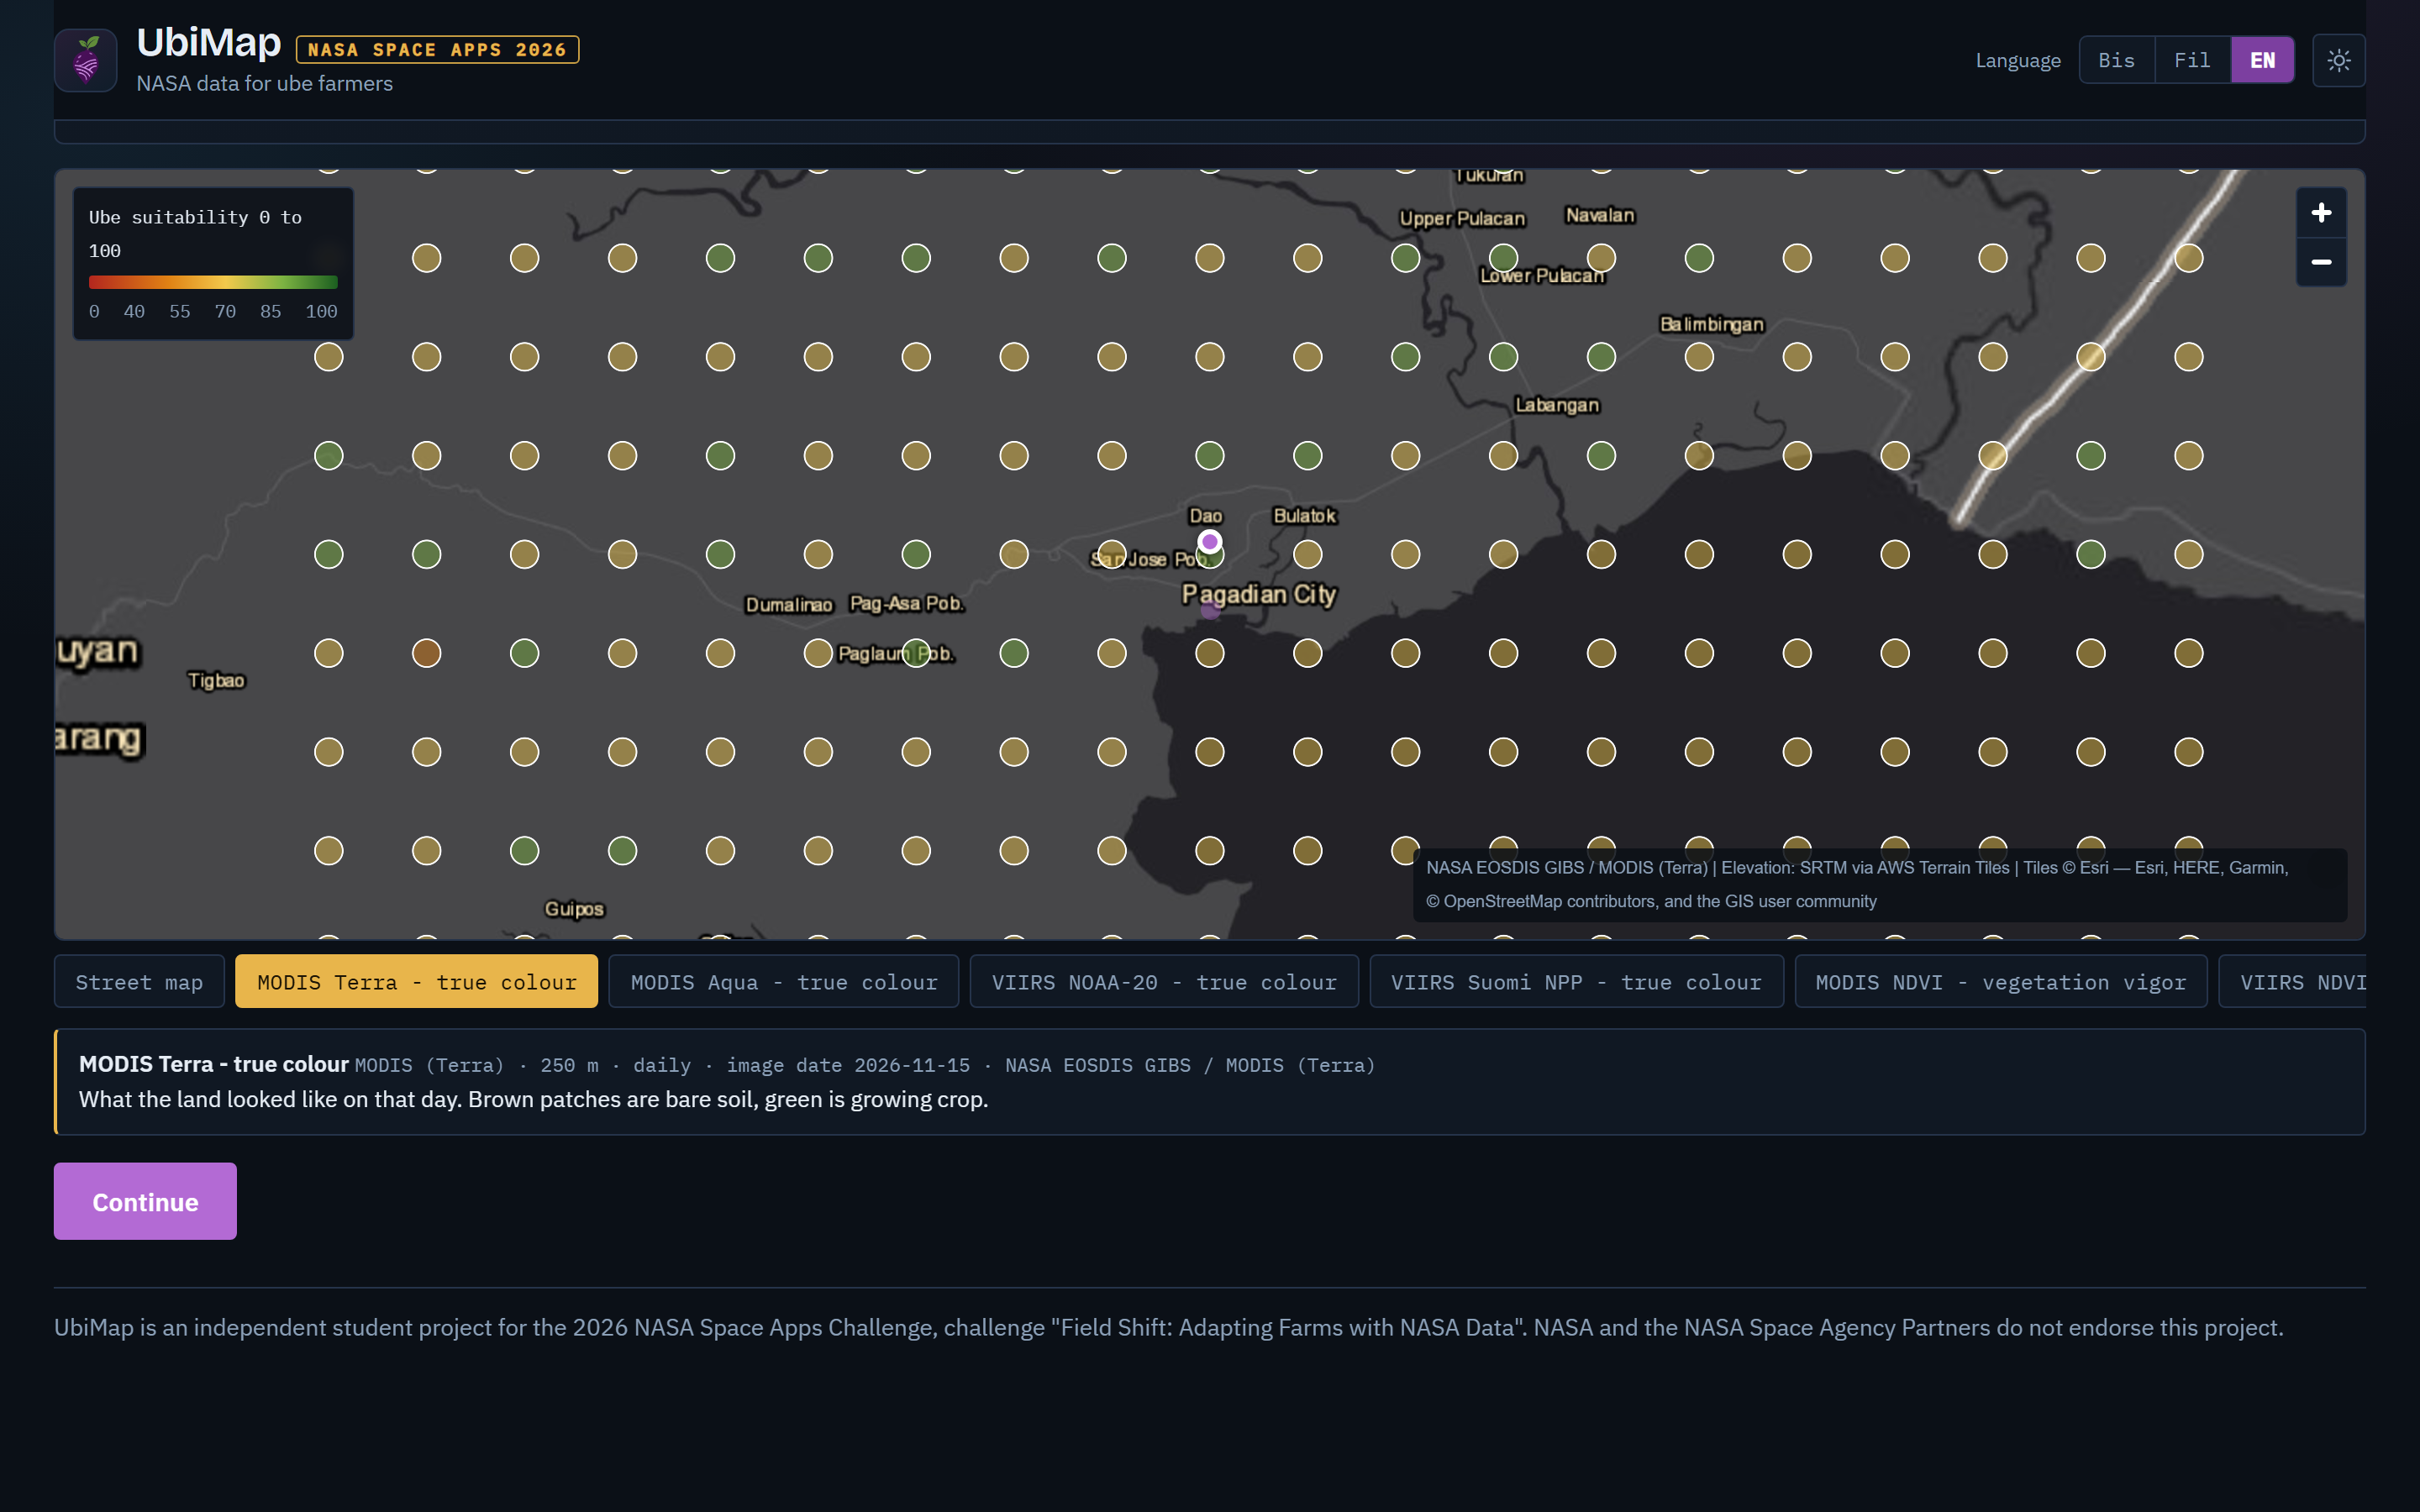 UbiMap NASA SPACE APPS 2026
NASA data for ube farmers
Language Bis Fil EN
Ube suitability 0 to
100
0 40 55 70 85 100
Tukuran
Upper Pulacan Navalan
Lower Pulacan
Balimbingan
Labangan
Dao Bulatok
San Jose Pob.
Pagadian City
Dumalinao Pag-Asa Pob.
Paglaum Pob.
uyan
Tigbao
arang
Guipos
NASA EOSDIS GIBS / MODIS (Terra) | Elevation: SRTM via AWS Terrain Tiles | Tiles © Esri — Esri, HERE, Garmin,
© OpenStreetMap contributors, and the GIS user community
Street map MODIS Terra - true colour MODIS Aqua - true colour VIIRS NOAA-20 - true colour VIIRS Suomi NPP - true colour MODIS NDVI - vegetation vigor VIIRS NDVI
MODIS Terra - true colour MODIS (Terra) · 250 m · daily · image date 2026-11-15 · NASA EOSDIS GIBS / MODIS (Terra)
What the land looked like on that day. Brown patches are bare soil, green is growing crop.
Continue
UbiMap is an independent student project for the 2026 NASA Space Apps Challenge, challenge "Field Shift: Adapting Farms with NASA Data". NASA and the NASA Space Agency Partners do not endorse this project.